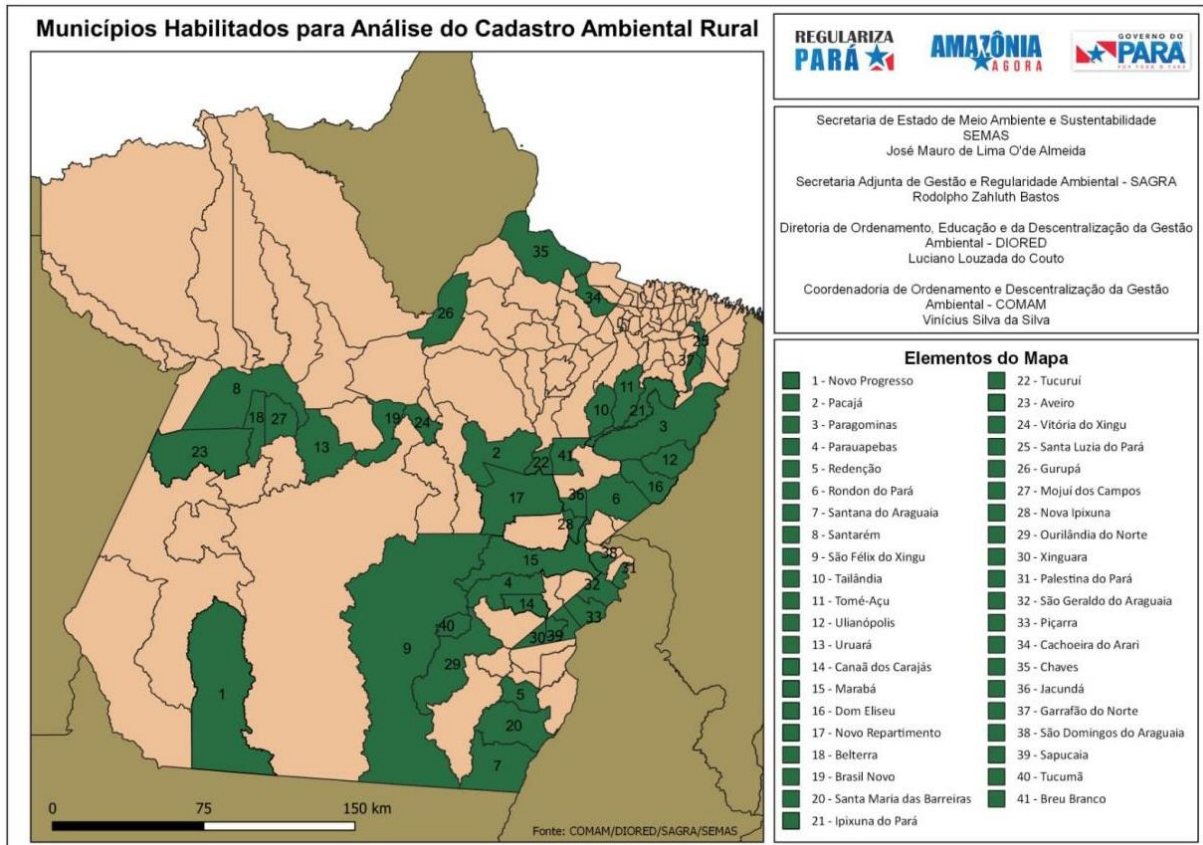 Municípios Habilitados para Análise do Cadastro Ambiental Rural
35
34
26
25
37
8
11
18
27
10
21
3
19
24
13
23
2
22
41
12
16
17
36
6
28
38
15
31
4
32
14
33
40
30
39
9
29
1
5
20
7
0 75 150 km
Fonte: COMAM/DIORED/SAGRA/SEMAS
REGULARIZA
PARÁ
AMAZÔNIA
AGORA
GOVERNO DO
PARÁ
POR TODO O PARÁ
Secretaria de Estado de Meio Ambiente e Sustentabilidade
SEMAS
José Mauro de Lima O'de Almeida
Secretaria Adjunta de Gestão e Regularidade Ambiental - SAGRA
Rodolpho Zahluth Bastos
Diretoria de Ordenamento, Educação e da Descentralização da Gestão
Ambiental - DIORED
Luciano Louzada do Couto
Coordenadoria de Ordenamento e Descentralização da Gestão
Ambiental - COMAM
Vinícius Silva da Silva
Elementos do Mapa
1 - Novo Progresso
2 - Pacajá
3 - Paragominas
4 - Parauapebas
5 - Redenção
6 - Rondon do Pará
7 - Santana do Araguaia
8 - Santarém
9 - São Félix do Xingu
10 - Tailândia
11 - Tomé-Açu
12 - Ulianópolis
13 - Uruará
14 - Canaã dos Carajás
15 - Marabá
16 - Dom Eliseu
17 - Novo Repartimento
18 - Belterra
19 - Brasil Novo
20 - Santa Maria das Barreiras
21 - Ipixuna do Pará
22 - Tucuruí
23 - Aveiro
24 - Vitória do Xingu
25 - Santa Luzia do Pará
26 - Gurupá
27 - Mojuí dos Campos
28 - Nova Ipixuna
29 - Ourilândia do Norte
30 - Xinguara
31 - Palestina do Pará
32 - São Geraldo do Araguaia
33 - Piçarra
34 - Cachoeira do Arari
35 - Chaves
36 - Jacundá
37 - Garrafão do Norte
38 - São Domingos do Araguaia
39 - Sapucaia
40 - Tucumã
41 - Breu Branco